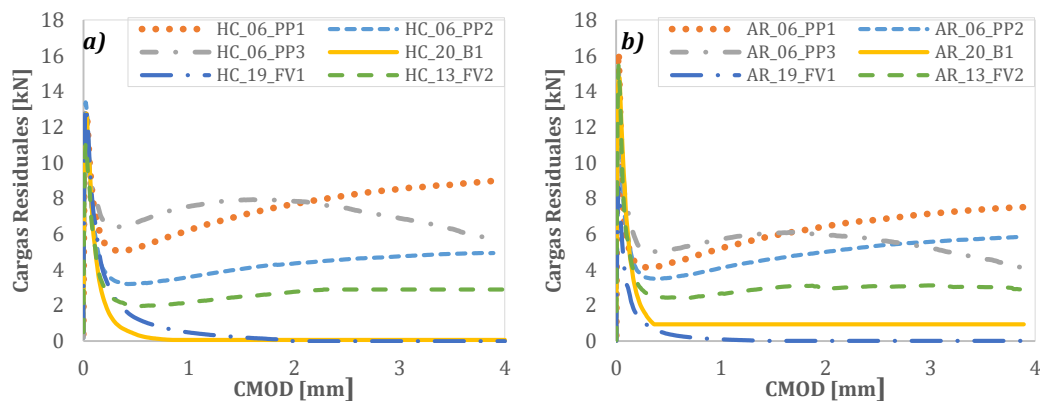 a)
HC_06_PP1 HC_06_PP2
HC_06_PP3 HC_20_B1
HC_19_FV1 HC_13_FV2
Cargas Residuales [kN]
18
16
14
12
10
8
6
4
2
0
0 1 2 3 4
CMOD [mm]
b)
AR_06_PP1 AR_06_PP2
AR_06_PP3 AR_20_B1
AR_19_FV1 AR_13_FV2
Cargas Residuales [kN]
18
16
14
12
10
8
6
4
2
0
0 1 2 3 4
CMOD [mm]